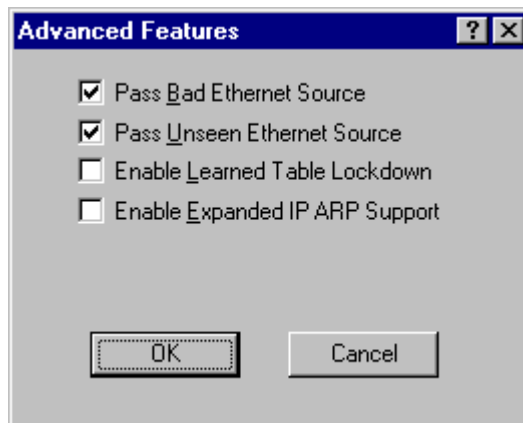 Advanced Features
Pass Bad Ethernet Source
Pass Unseen Ethernet Source
Enable Learned Table Lockdown
Enable Expanded IP ARP Support
OK Cancel